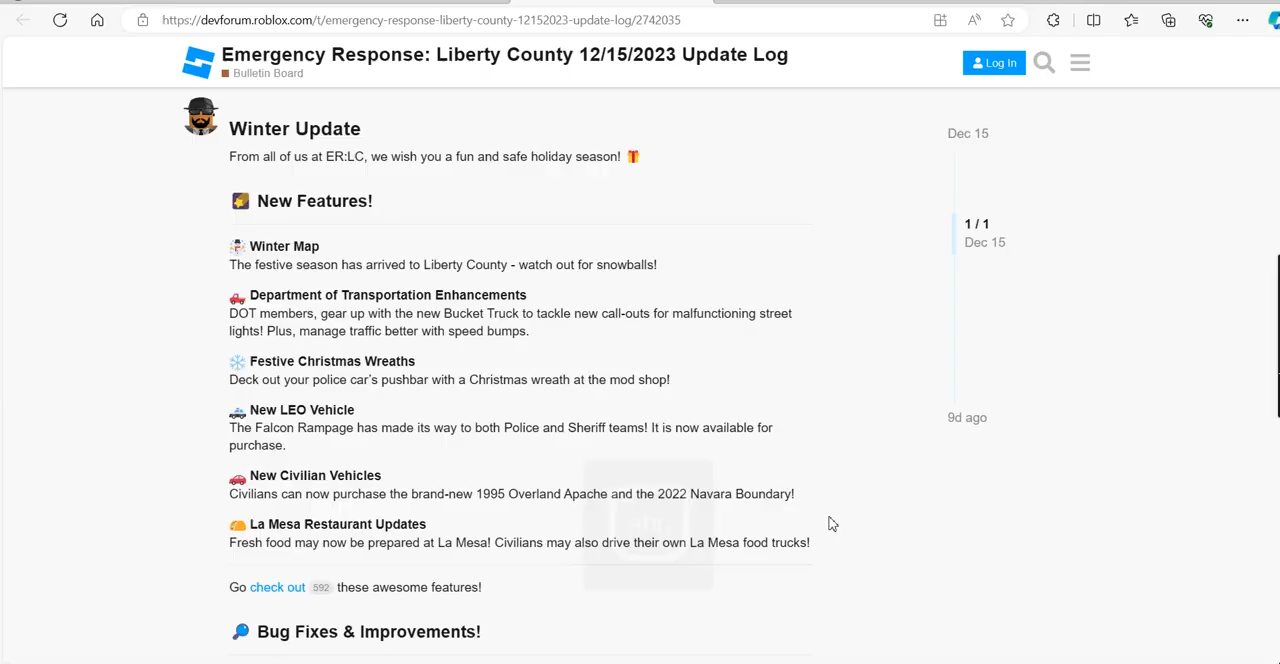 https://devforum.roblox.com/t/emergency-response-liberty-county-12152023-update-log/2742035
Emergency Response: Liberty County 12/15/2023 Update Log
Bulletin Board
Log In
Winter Update
From all of us at ER:LC, we wish you a fun and safe holiday season!
New Features!
Winter Map
The festive season has arrived to Liberty County - watch out for snowballs!
Department of Transportation Enhancements
DOT members, gear up with the new Bucket Truck to tackle new call-outs for malfunctioning street
lights! Plus, manage traffic better with speed bumps.
Festive Christmas Wreaths
Deck out your police car’s pushbar with a Christmas wreath at the mod shop!
New LEO Vehicle
The Falcon Rampage has made its way to both Police and Sheriff teams! It is now available for
purchase.
New Civilian Vehicles
Civilians can now purchase the brand-new 1995 Overland Apache and the 2022 Navara Boundary!
La Mesa Restaurant Updates
Fresh food may now be prepared at La Mesa! Civilians may also drive their own La Mesa food trucks!
Go check out 592 these awesome features!
Bug Fixes & Improvements!
Dec 15
1 / 1
Dec 15
9d ago